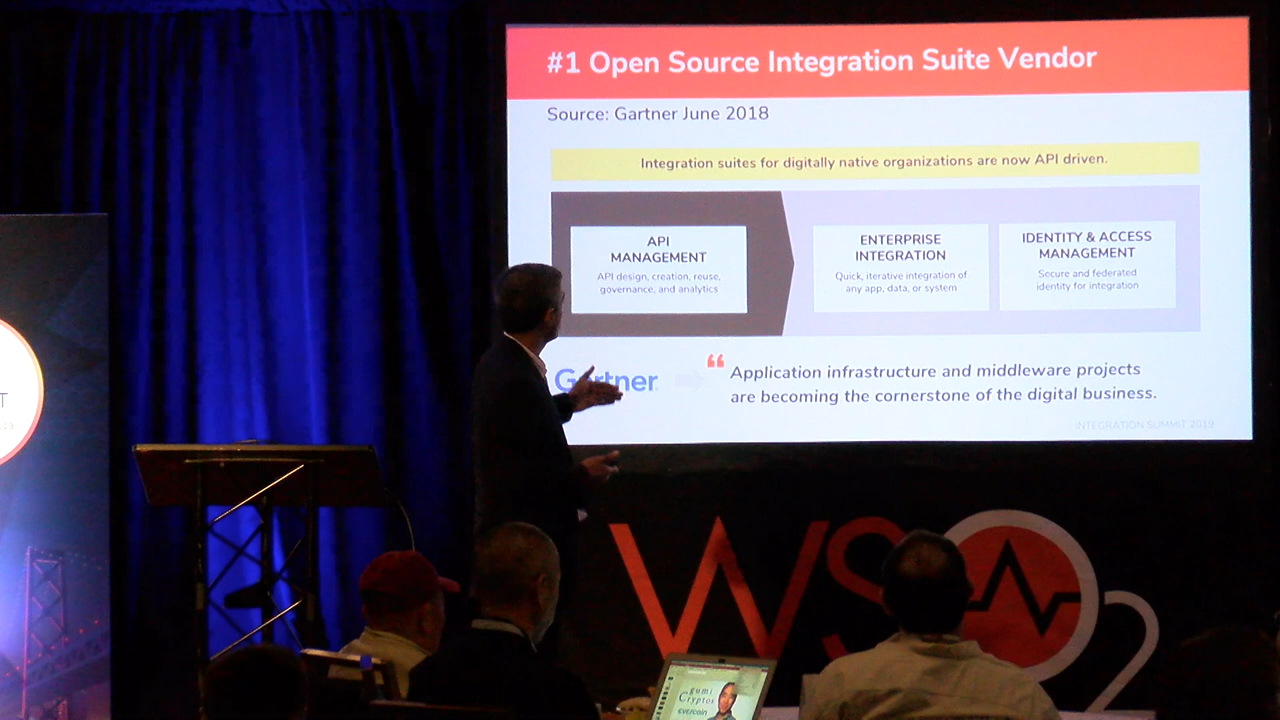 #1 Open Source Integration Suite Vendor
Source: Gartner June 2018
Integration suites for digitally native organizations are now API driven.
API
MANAGEMENT
API design, creation, reuse,
governance, and analytics
ENTERPRISE
INTEGRATION
Quick, iterative integration of
any app, data, or system
IDENTITY & ACCESS
MANAGEMENT
Secure and federated
identity for integration
Gartner
“ Application infrastructure and middleware projects
are becoming the cornerstone of the digital business.
INTEGRATION SUMMIT 2019
WSO2
gumi
Cryptos
evercoin